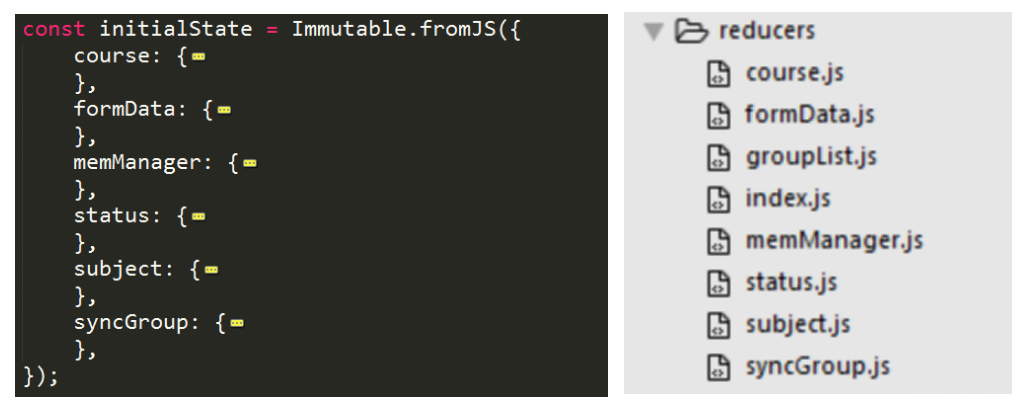 const initialState = Immutable.fromJS({
course: {
},
formData: {
},
memManager: {
},
status: {
},
subject: {
},
syncGroup: {
},
});
reducers
course.js
formData.js
groupList.js
index.js
memManager.js
status.js
subject.js
syncGroup.js